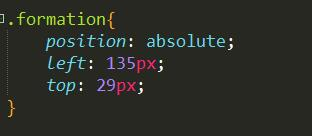 .formation{
position: absolute;
left: 135px;
top: 29px;
}